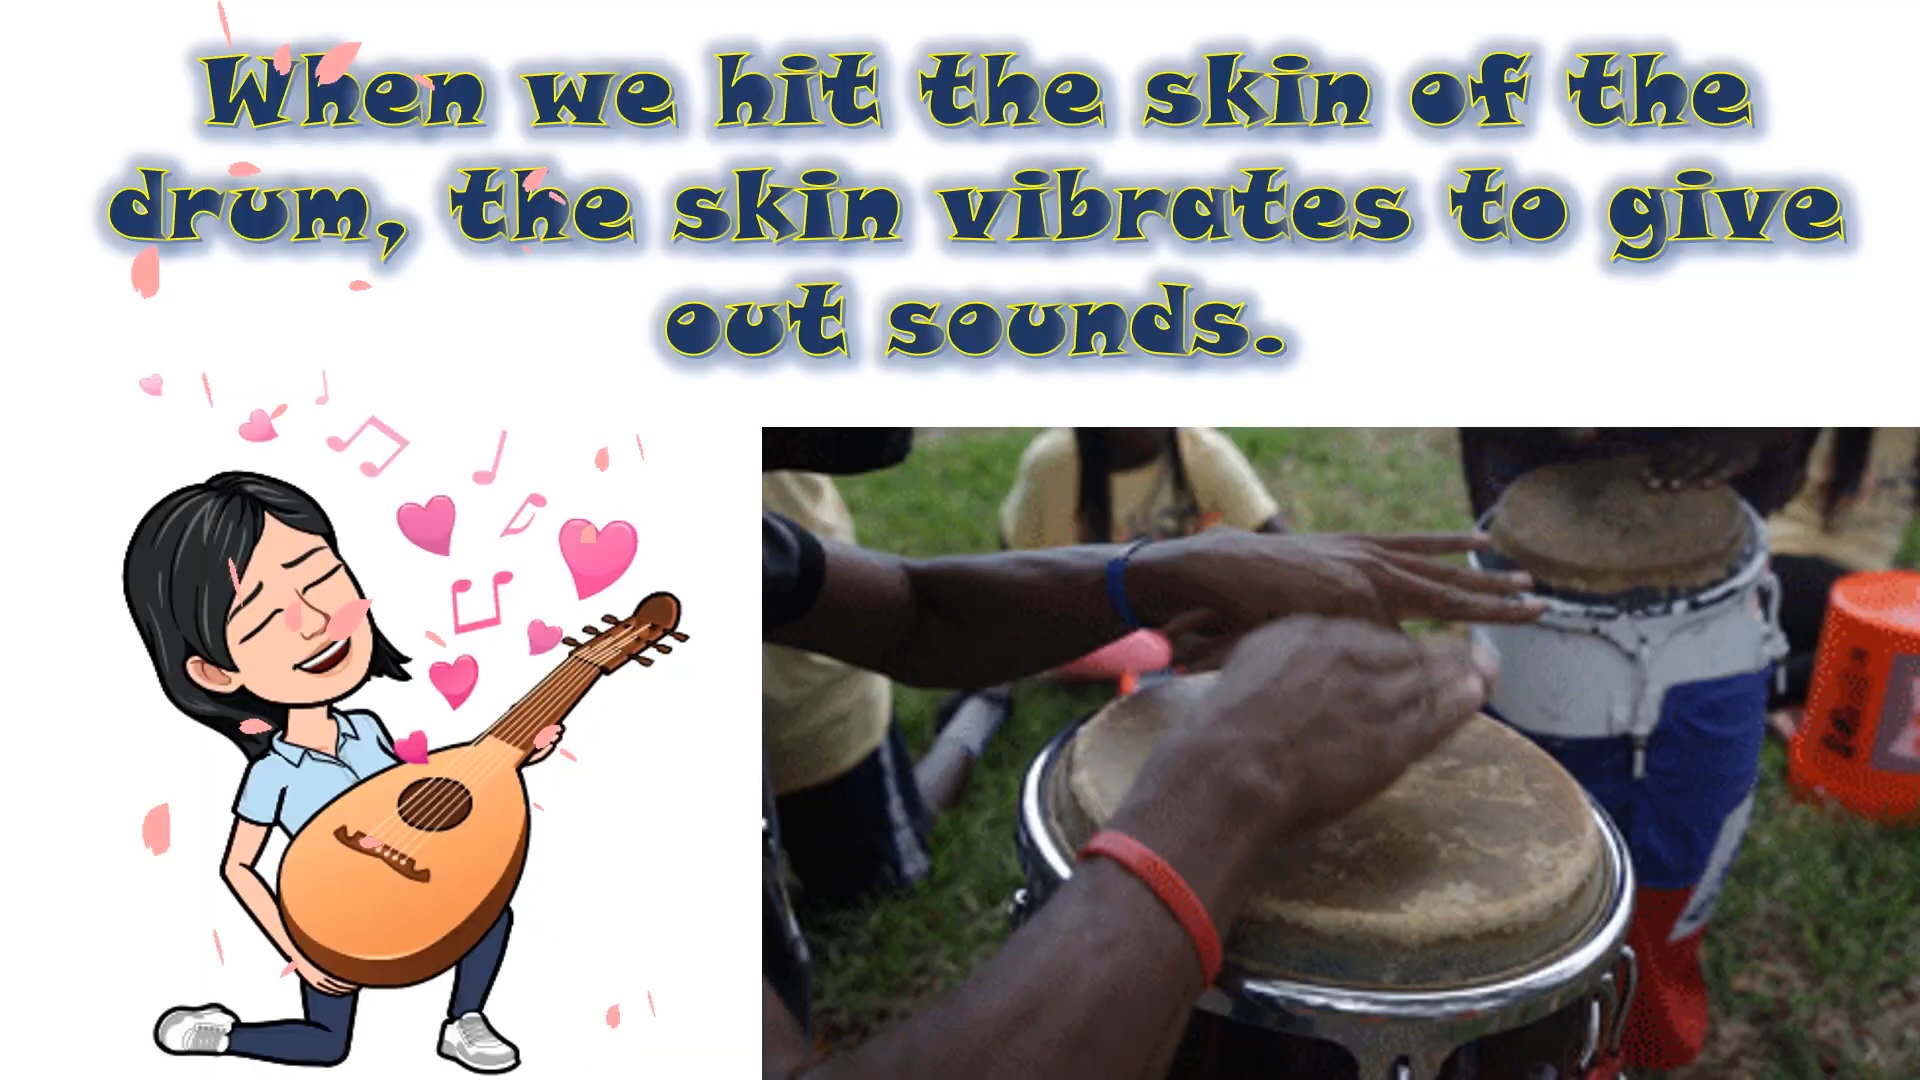 When we hit the skin of the
drum, the skin vibrates to give
out sounds.